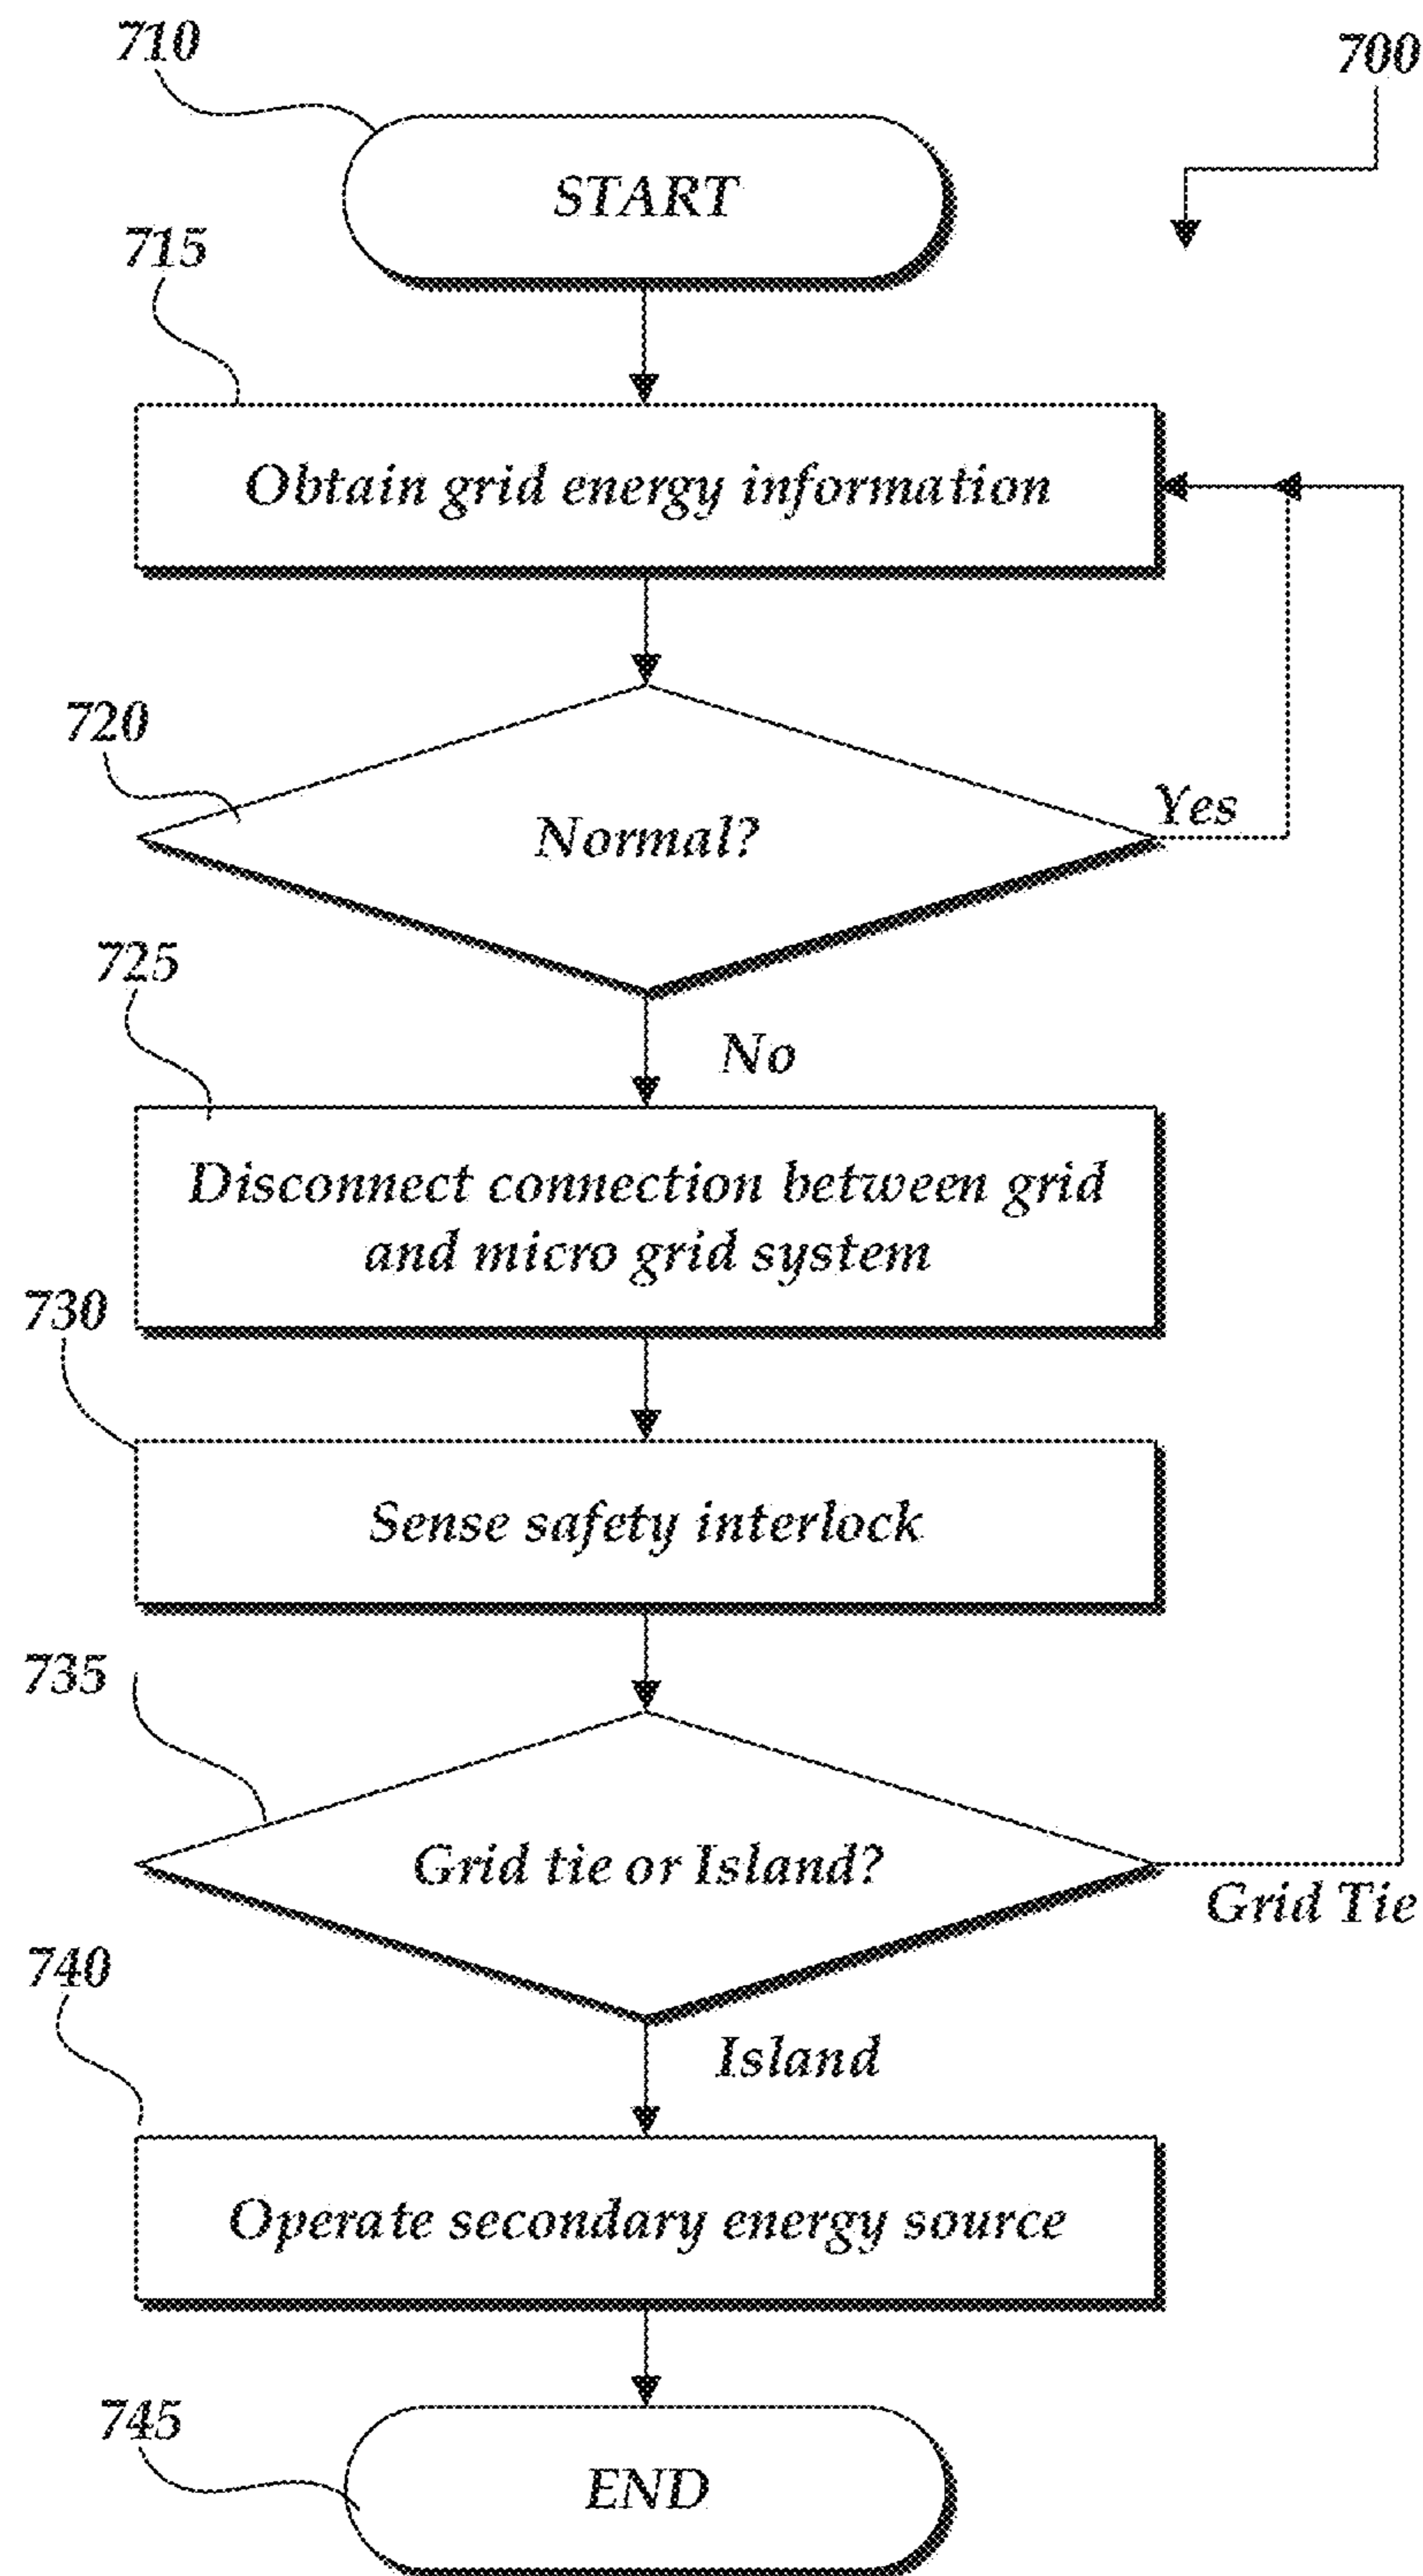 710
700
START
715
Obtain grid energy information
720
Normal?
Yes
725
No
Disconnect connection between grid
and micro grid system
730
Sense safety interlock
735
Grid tie or Island?
Grid Tie
740
Island
Operate secondary energy source
745
END